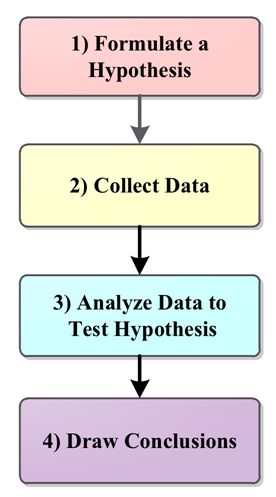 1) Formulate a
Hypothesis
2) Collect Data
3) Analyze Data to
Test Hypothesis
4) Draw Conclusions